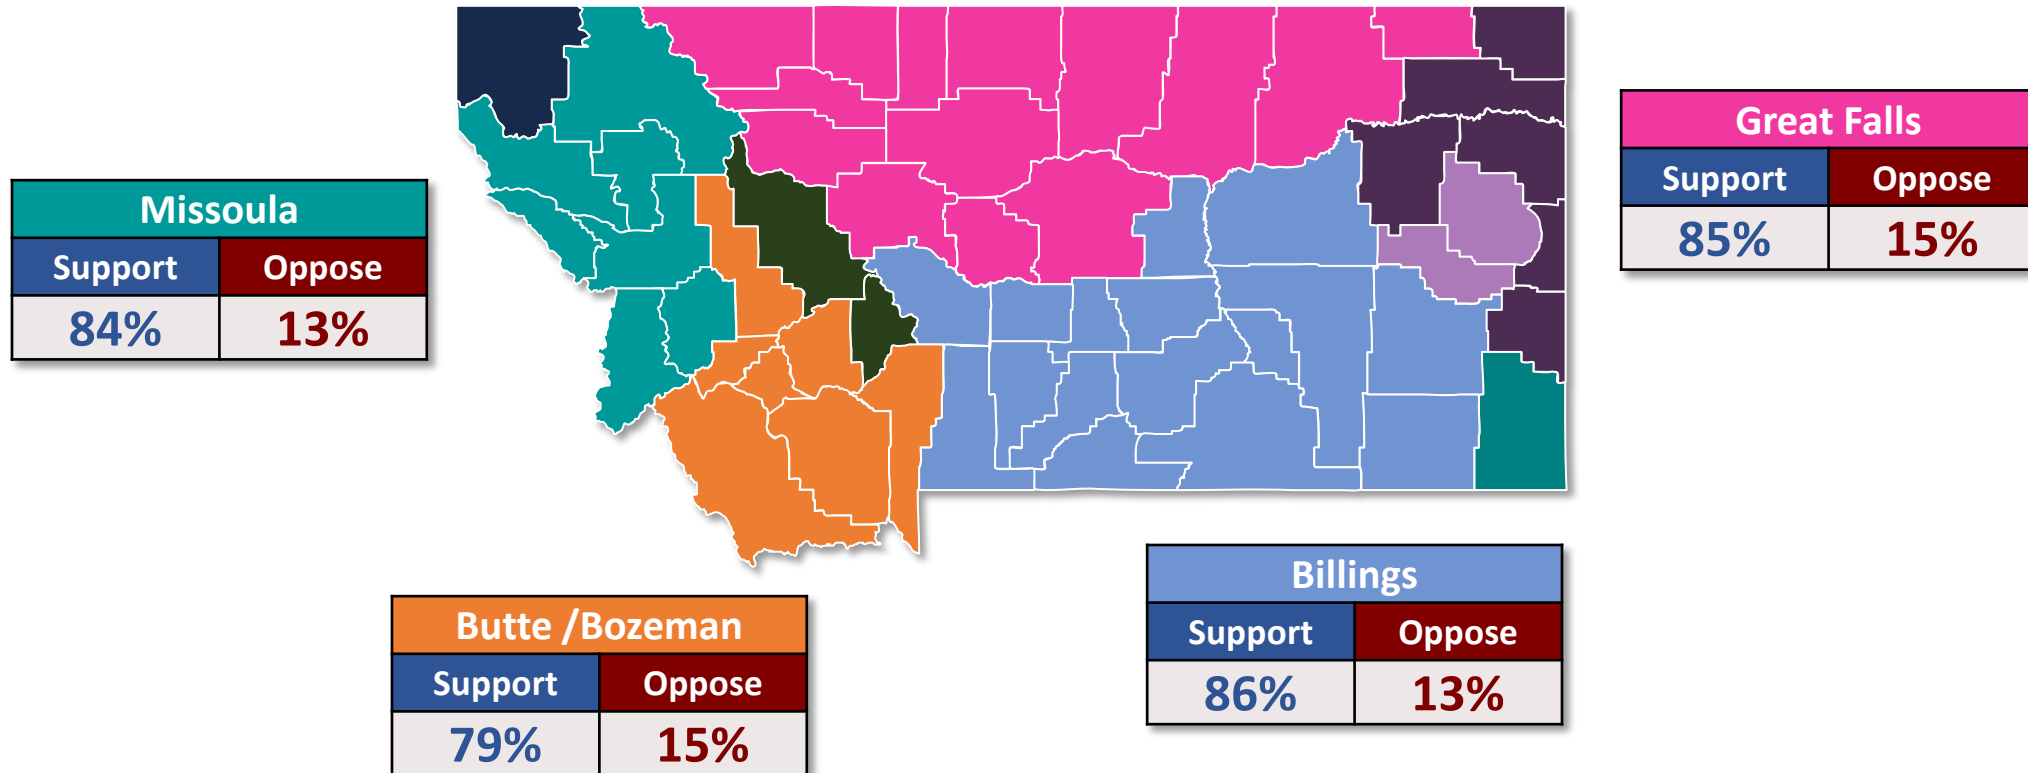 Great Falls
Support Oppose
85% 15%
Missoula
Support Oppose
84% 13%
Billings
Support Oppose
86% 13%
Butte /Bozeman
Support Oppose
79% 15%